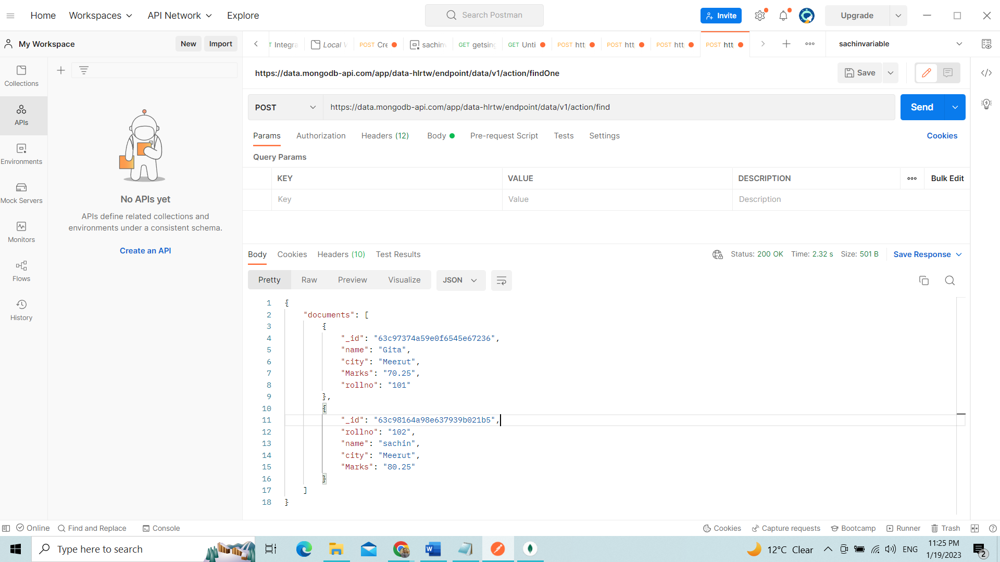 Home Workspaces API Network Explore Search Postman Invite Upgrade
My Workspace New Import T Integra Local V POST Cre sachinv GET getsing GET Unti POST htt POST htt POST htt POST htt sachinvariable
Collections
APIs
Environments
Mock Servers
Monitors
Flows
History
No APIs yet
APIs define related collections and
environments under a consistent schema.
Create an API
https://data.mongodb-api.com/app/data-hlrtw/endpoint/data/v1/action/findOne Save
POST https://data.mongodb-api.com/app/data-hlrtw/endpoint/data/v1/action/find Send
Params Authorization Headers (12) Body Pre-request Script Tests Settings Cookies
Query Params
KEY VALUE DESCRIPTION Bulk Edit
Key Value Description
Body Cookies Headers (10) Test Results Status: 200 OK Time: 2.32 s Size: 501 B Save Response
Pretty Raw Preview Visualize JSON
1 {
2 "documents": [
3 {
4 "_id": "63c97374a59e0f6545e67236",
5 "name": "Gita",
6 "city": "Meerut",
7 "Marks": "70.25",
8 "rollno": "101"
9 },
10 {
11 "_id": "63c98164a98e637939b021b5",
12 "rollno": "102",
13 "name": "sachin",
14 "city": "Meerut",
15 "Marks": "80.25"
16 }
17 ]
18 }
Online Find and Replace Console Cookies Capture requests Bootcamp Runner Trash
Type here to search 12°C Clear ENG 11:25 PM
1/19/2023 2